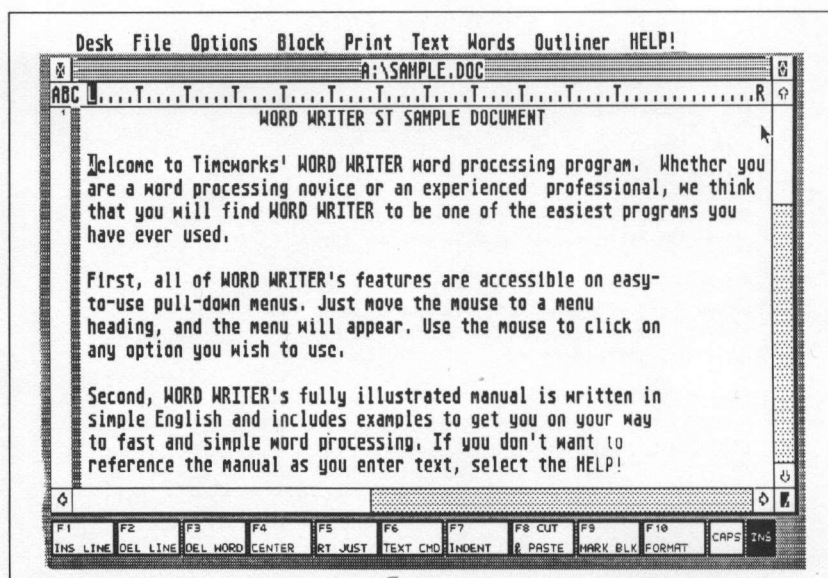 Desk File Options Block Print Text Words Outliner HELP!
A:\SAMPLE.DOC
ABC L....T....T....T....T....T....T....T....T....T....T....T..............R
1
WORD WRITER ST SAMPLE DOCUMENT
Welcome to Timeworks' WORD WRITER word processing program. Whether you
are a word processing novice or an experienced professional, we think
that you will find WORD WRITER to be one of the easiest programs you
have ever used.
First, all of WORD WRITER's features are accessible on easy-
to-use pull-down menus. Just move the mouse to a menu
heading, and the menu will appear. Use the mouse to click on
any option you wish to use.
Second, WORD WRITER's fully illustrated manual is written in
simple English and includes examples to get you on your way
to fast and simple word processing. If you don't want to
reference the manual as you enter text, select the HELP!
F1 F2 F3 F4 F5 F6 F7 F8 CUT F9 F10
INS LINE DEL LINE DEL WORD CENTER RT JUST TEXT CMD INDENT & PASTE MARK BLK FORMAT CAPS INS